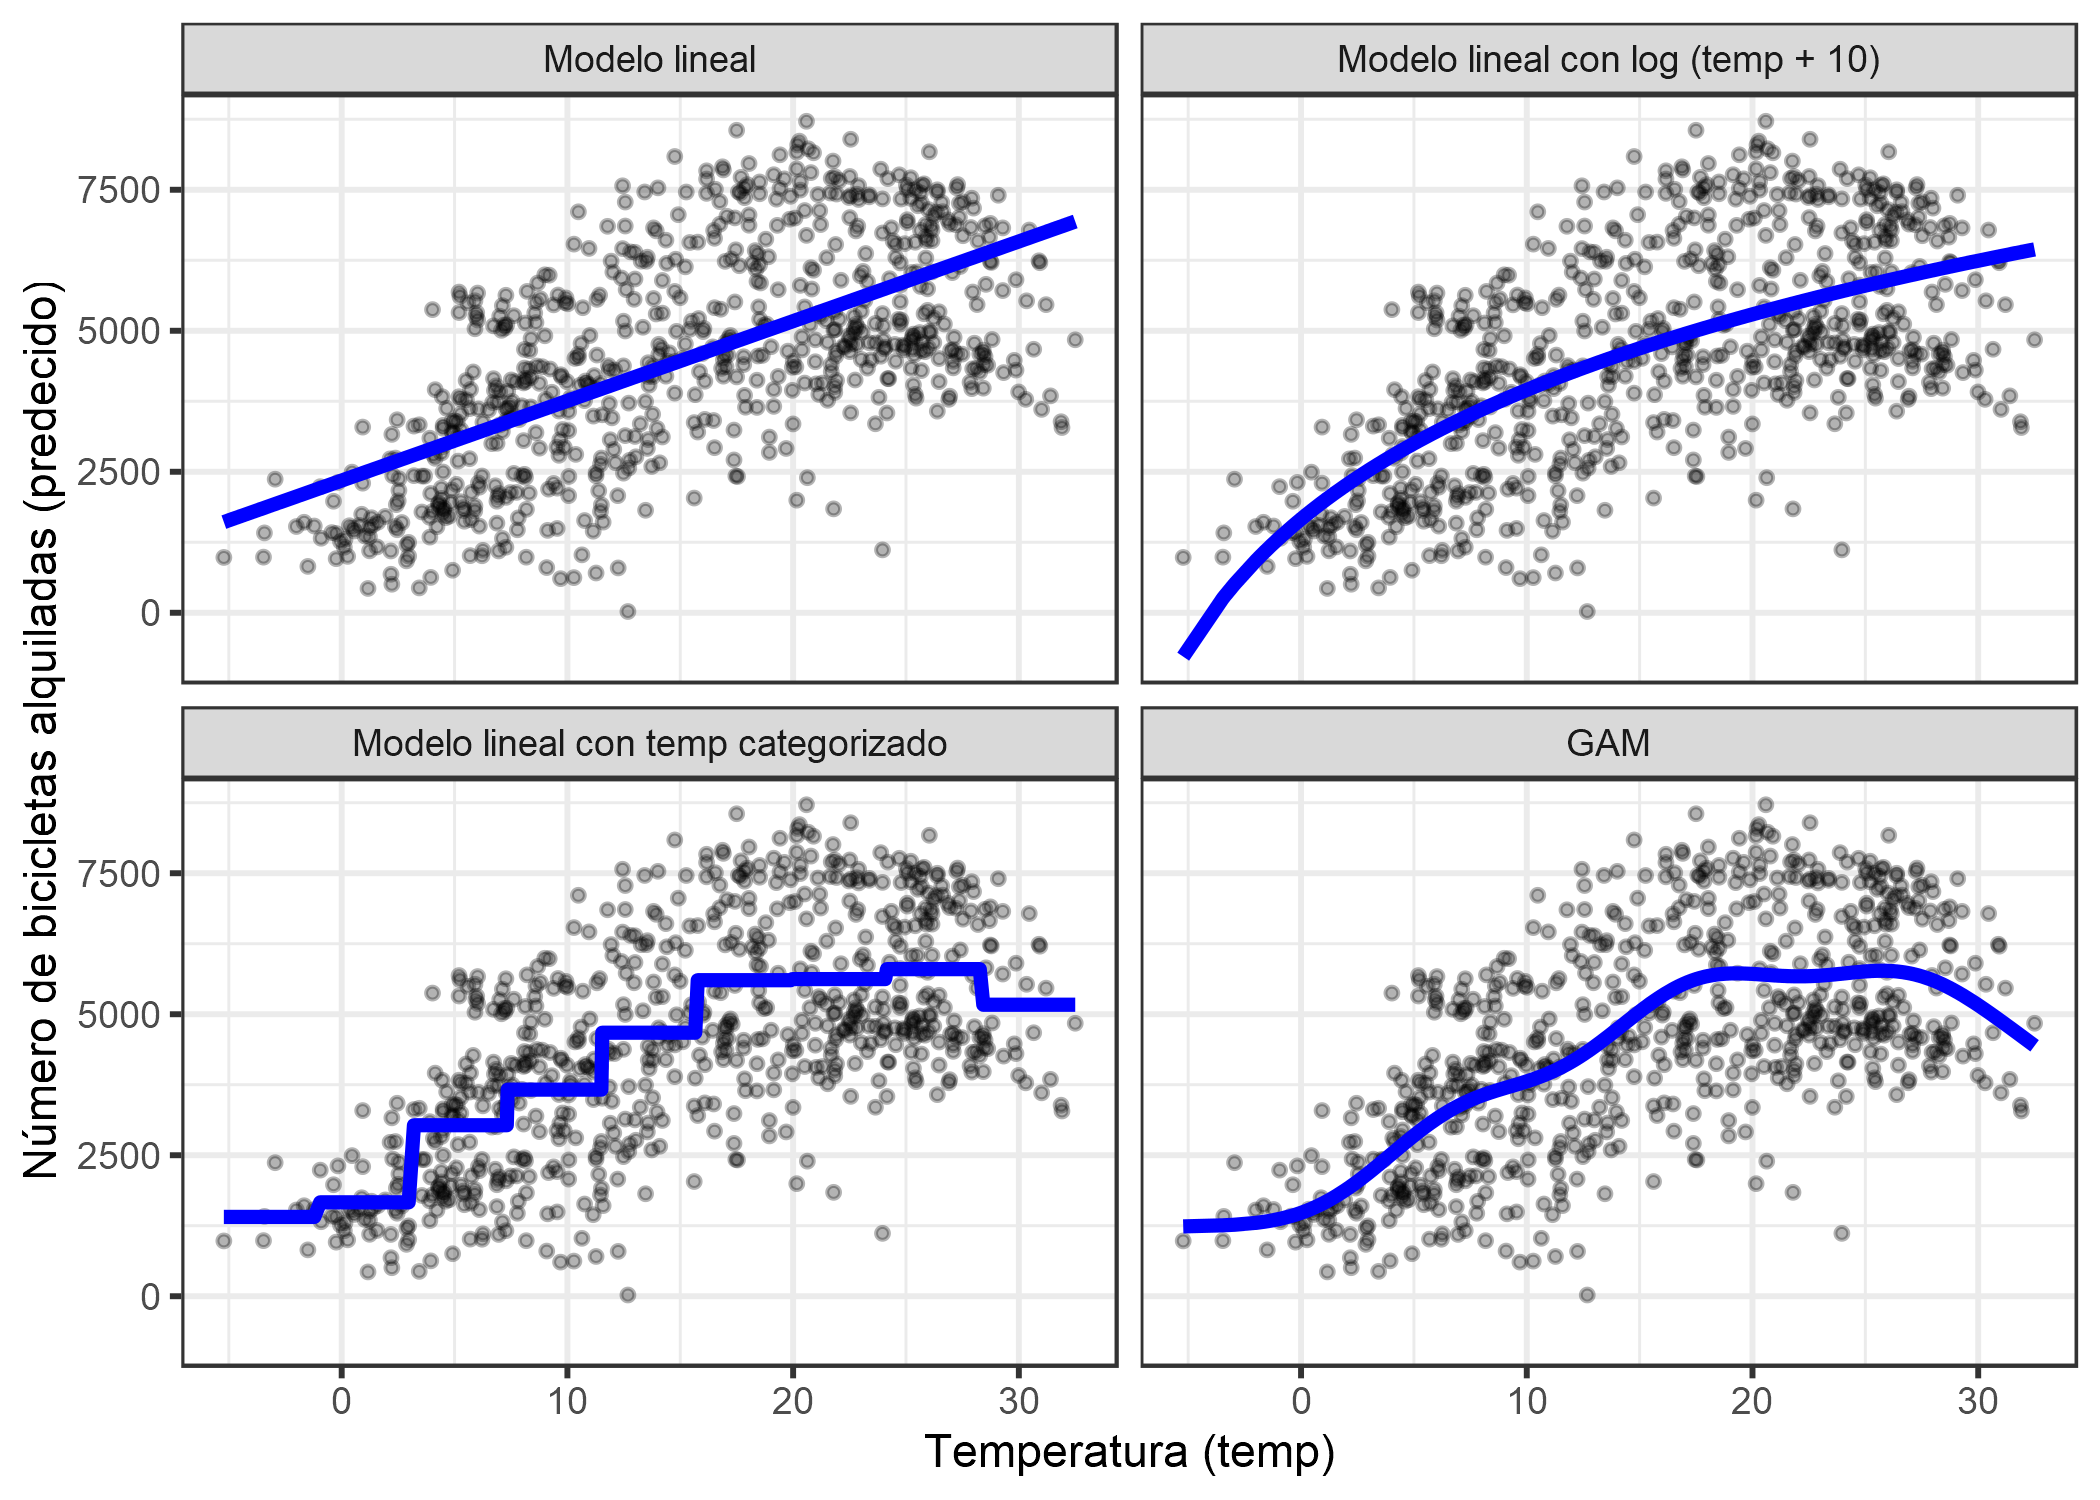 Modelo lineal
Modelo lineal con log (temp + 10)
7500
5000
2500
0
Modelo lineal con temp categorizado
GAM
7500
5000
2500
0
0 10 20 30
0 10 20 30
Temperatura (temp)
Número de bicicletas alquiladas (predecido)